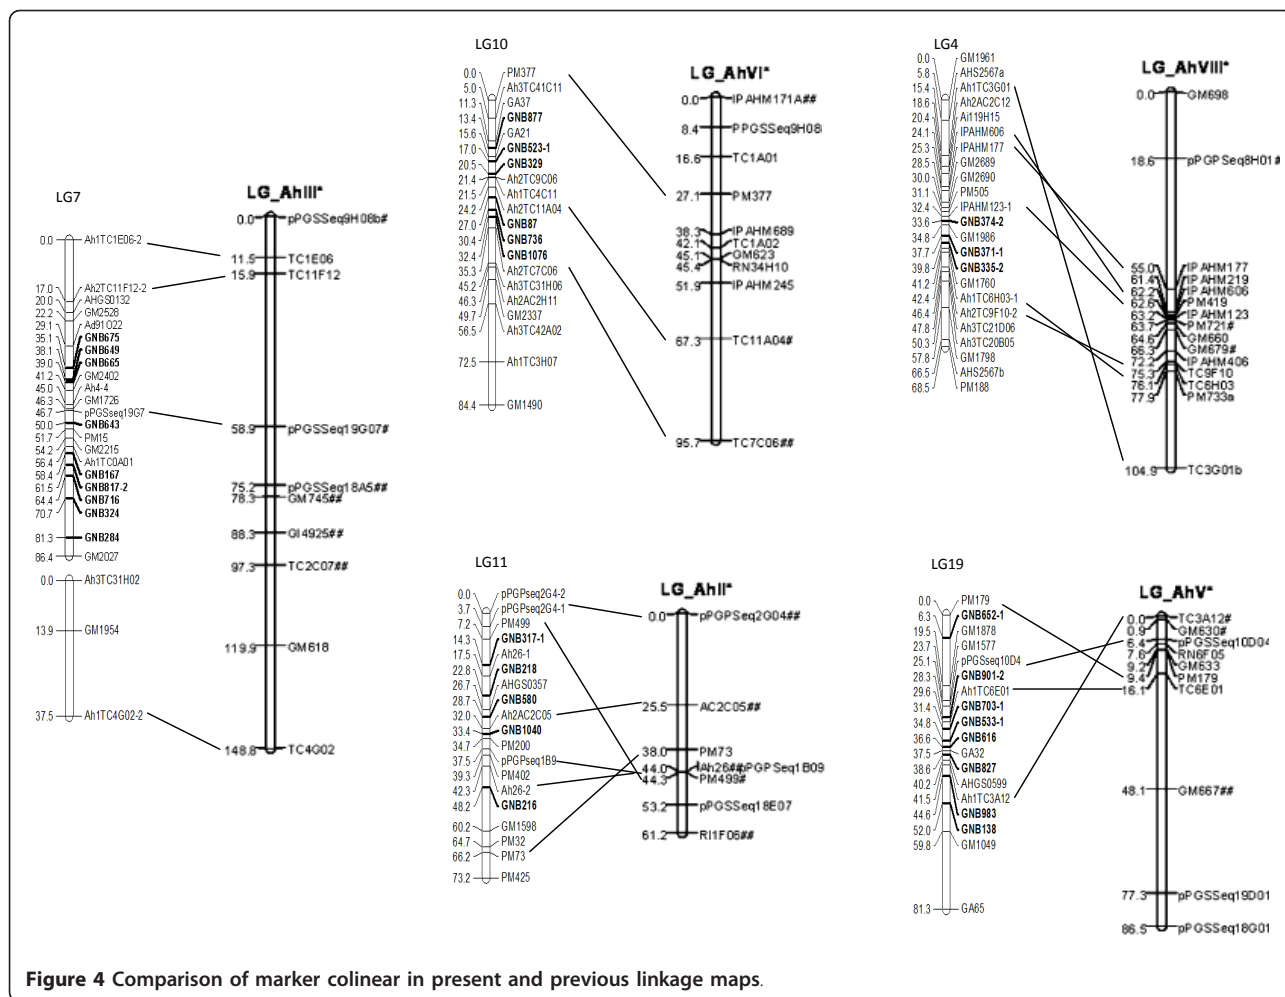 LG7
0.0 Ah1TC1E06-2
17.0 Ah2TC11F12-2
20.0 AHGS0132
22.2 GM2528
29.1 Ad91O22
35.1 GNB675
38.1 GNB649
39.0 GNB665
41.2 GM2402
45.0 Ah4-4
46.3 GM1726
46.7 pPGSseq19G7
50.0 GNB643
51.7 PM15
54.2 GM2215
56.4 Ah1TC0A01
58.4 GNB167
61.5 GNB817-2
64.4 GNB716
70.7 GNB324
81.3 GNB284
86.4 GM2027
0.0 Ah3TC31H02
13.9 GM1954
37.5 Ah1TC4G02-2
LG_AhIII*
0.0 pPGSSeq9H08b#
11.5 TC1E06
15.9 TC11F12
58.9 pPGSSeq19G07#
75.2 pPGSSeq18A5##
78.3 GM745##
88.3 GI4925##
97.3 TC2C07##
119.9 GM618
148.8 TC4G02
LG10
0.0 PM377
5.0 Ah3TC41C11
11.3 GA37
13.4 GNB877
15.6 GA21
17.0 GNB523-1
20.5 GNB329
21.4 Ah2TC9C06
21.5 Ah1TC4C11
24.2 Ah2TC11A04
27.0 GNB87
30.4 GNB736
32.4 GNB1076
35.3 Ah2TC7C06
45.2 Ah3TC31H06
46.3 Ah2AC2H11
49.7 GM2337
56.5 Ah3TC42A02
72.5 Ah1TC3H07
84.4 GM1490
LG_AhVI*
0.0 IPAHM171A##
8.4 PPGSSeq9H08
16.6 TC1A01
27.1 PM377
38.3 IPAHM689
42.1 TC1A02
45.1 GM623
45.4 RN34H10
51.9 IPAHM245
67.3 TC11A04#
95.7 TC7C06##
LG4
0.0 GM1961
5.8 AHS2567a
15.4 Ah1TC3G01
18.6 Ah2AC2C12
20.4 Ai119H15
24.1 IPAHM606
25.3 IPAHM177
28.5 GM2689
30.0 GM2690
31.1 PM505
32.4 IPAHM123-1
33.6 GNB374-2
34.8 GM1986
37.7 GNB371-1
39.8 GNB335-2
41.2 GM1760
42.4 Ah1TC6H03-1
46.4 Ah2TC9F10-2
47.8 Ah3TC21D06
50.3 Ah3TC20B05
57.8 GM1798
66.5 AHS2567b
68.5 PM188
LG_AhVIII*
0.0 GM698
18.6 pPGPSeq8H01#
55.0 IPAHM177
61.4 IPAHM219
62.2 IPAHM606
62.6 PM419
63.2 IPAHM123
63.7 PM721#
64.6 GM660
66.3 GM679#
72.2 IPAHM406
75.3 TC9F10
76.1 TC6H03
77.9 PM733a
104.9 TC3G01b
LG11
0.0 pPGPseq2G4-2
3.7 pPGPseq2G4-1
7.2 PM499
14.3 GNB317-1
17.5 Ah26-1
22.8 GNB218
26.7 AHGS0357
28.7 GNB580
32.0 Ah2AC2C05
33.4 GNB1040
34.7 PM200
37.5 pPGPseq1B9
39.3 PM402
42.3 Ah26-2
48.2 GNB216
60.2 GM1598
64.7 PM32
66.2 PM73
73.2 PM425
LG_AhII*
0.0 pPGPSeq2G04##
25.5 AC2C05##
38.0 PM73
44.0 Ah26##pPGPSeq1B09
44.3 PM499#
53.2 pPGSSeq18E07
61.2 RI1F06##
LG19
0.0 PM179
6.3 GNB652-1
19.5 GM1878
23.7 GM1577
25.1 pPGSseq10D4
28.3 GNB901-2
29.6 Ah1TC6E01
31.4 GNB703-1
34.8 GNB533-1
36.6 GNB616
37.5 GA32
38.6 GNB827
40.2 AHGS0599
41.5 Ah1TC3A12
44.6 GNB983
52.0 GNB138
59.8 GM1049
81.3 GA65
LG_AhV*
0.0 TC3A12#
0.9 GM630#
6.4 pPGSSeq10D04
7.6 RN6F05
9.2 GM633
9.4 PM179
16.1 TC6E01
48.1 GM667##
77.3 pPGSSeq19D01
86.5 pPGSSeq18G01
Figure 4 Comparison of marker colinear in present and previous linkage maps.